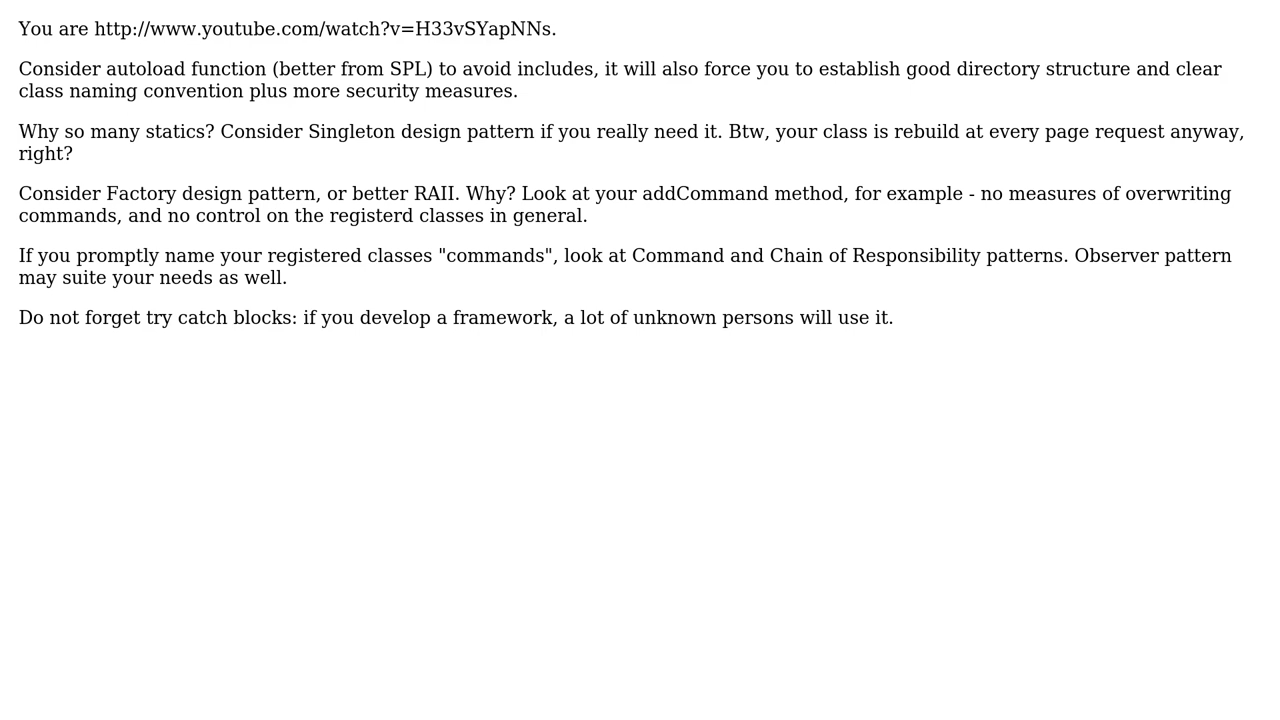 You are http://www.youtube.com/watch?v=H33vSYapNNs.
Consider autoload function (better from SPL) to avoid includes, it will also force you to establish good directory structure and clear
class naming convention plus more security measures.
Why so many statics? Consider Singleton design pattern if you really need it. Btw, your class is rebuild at every page request anyway,
right?
Consider Factory design pattern, or better RAII. Why? Look at your addCommand method, for example - no measures of overwriting
commands, and no control on the registerd classes in general.
If you promptly name your registered classes "commands", look at Command and Chain of Responsibility patterns. Observer pattern
may suite your needs as well.
Do not forget try catch blocks: if you develop a framework, a lot of unknown persons will use it.